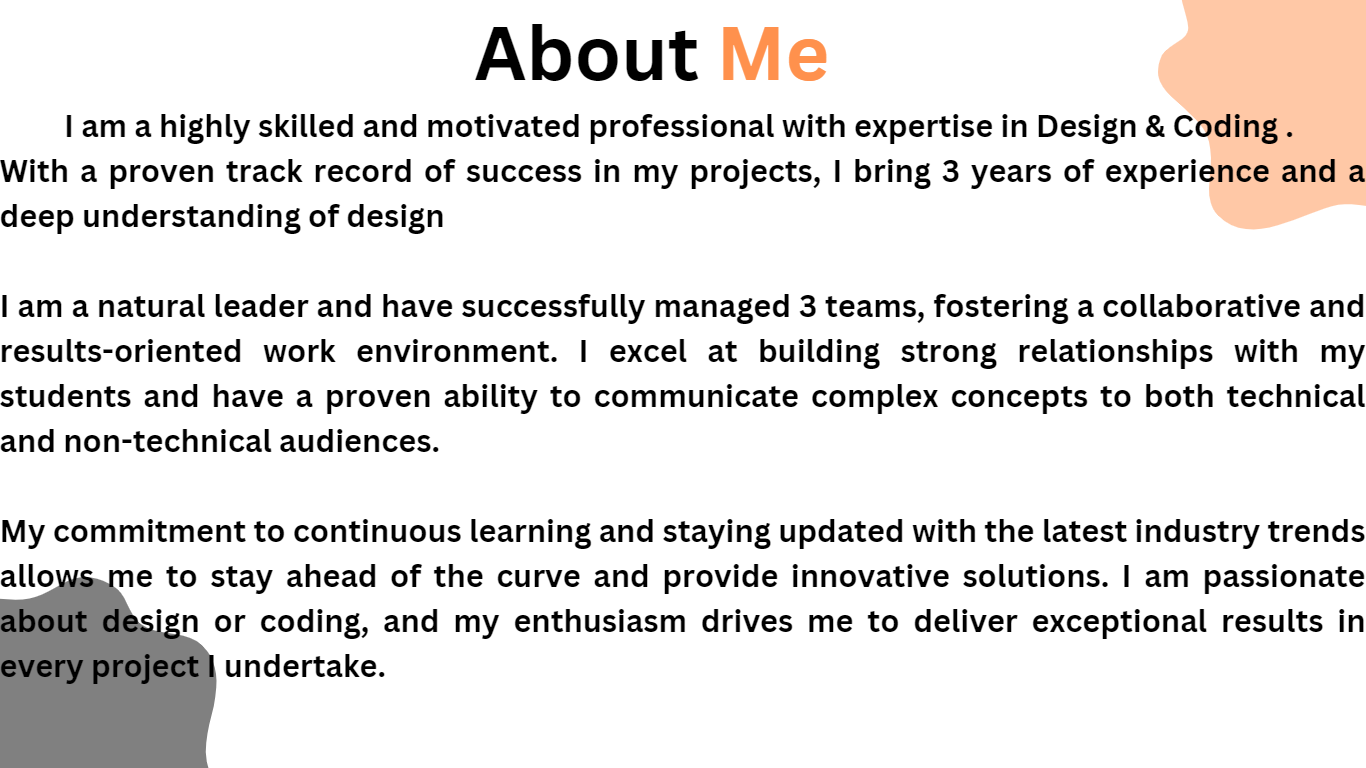 About Me
I am a highly skilled and motivated professional with expertise in Design & Coding .
With a proven track record of success in my projects, I bring 3 years of experience and a
deep understanding of design
I am a natural leader and have successfully managed 3 teams, fostering a collaborative and
results-oriented work environment. I excel at building strong relationships with my
students and have a proven ability to communicate complex concepts to both technical
and non-technical audiences.
My commitment to continuous learning and staying updated with the latest industry trends
allows me to stay ahead of the curve and provide innovative solutions. I am passionate
about design or coding, and my enthusiasm drives me to deliver exceptional results in
every project I undertake.